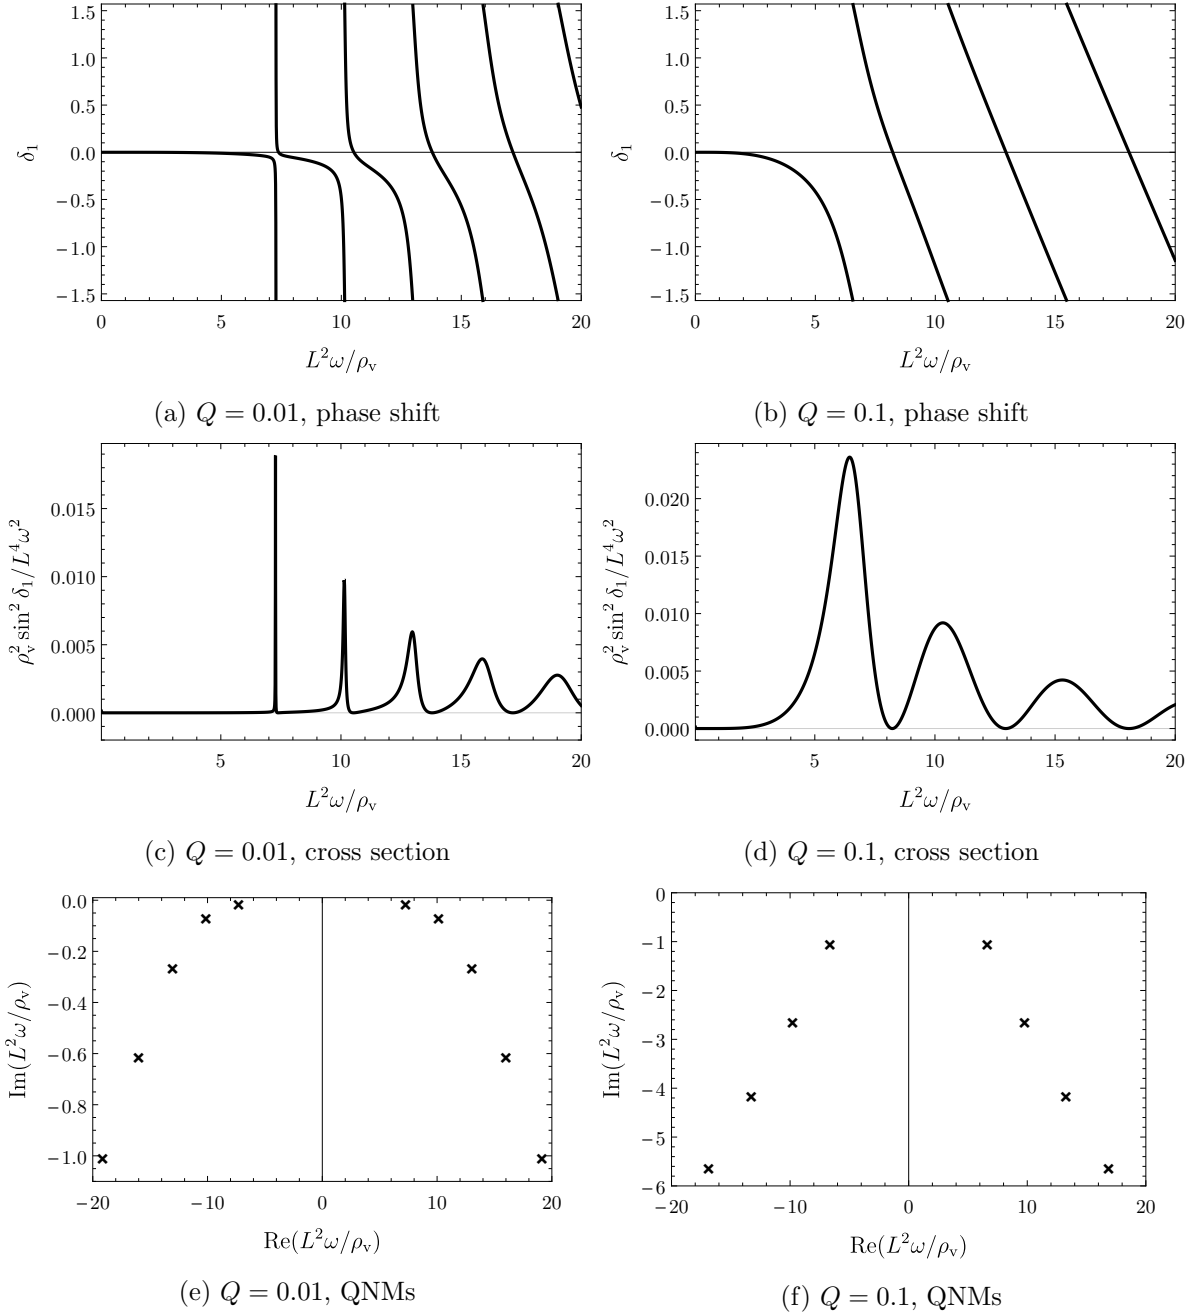 1.5
1.0
0.5
0.0
−0.5
−1.0
−1.5
δ₁
0 5 10 15 20
L²ω/ρᵥ
(a) Q = 0.01, phase shift
1.5
1.0
0.5
0.0
−0.5
−1.0
−1.5
δ₁
0 5 10 15 20
L²ω/ρᵥ
(b) Q = 0.1, phase shift
0.015
0.010
0.005
0.000
ρᵥ² sin² δ₁/L⁴ω²
5 10 15 20
L²ω/ρᵥ
(c) Q = 0.01, cross section
0.020
0.015
0.010
0.005
0.000
ρᵥ² sin² δ₁/L⁴ω²
5 10 15 20
L²ω/ρᵥ
(d) Q = 0.1, cross section
0.0
−0.2
−0.4
−0.6
−0.8
−1.0
Im(L²ω/ρᵥ)
−20 −10 0 10 20
Re(L²ω/ρᵥ)
(e) Q = 0.01, QNMs
0
−1
−2
−3
−4
−5
−6
Im(L²ω/ρᵥ)
−20 −10 0 10 20
Re(L²ω/ρᵥ)
(f) Q = 0.1, QNMs